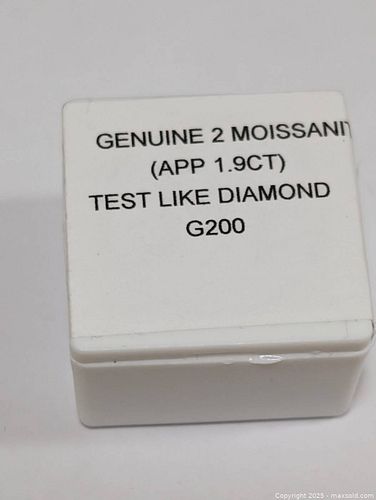 GENUINE 2 MOISSANI
(APP 1.9CT)
TEST LIKE DIAMOND
G200
Copyright © 2025 - maxsold.com